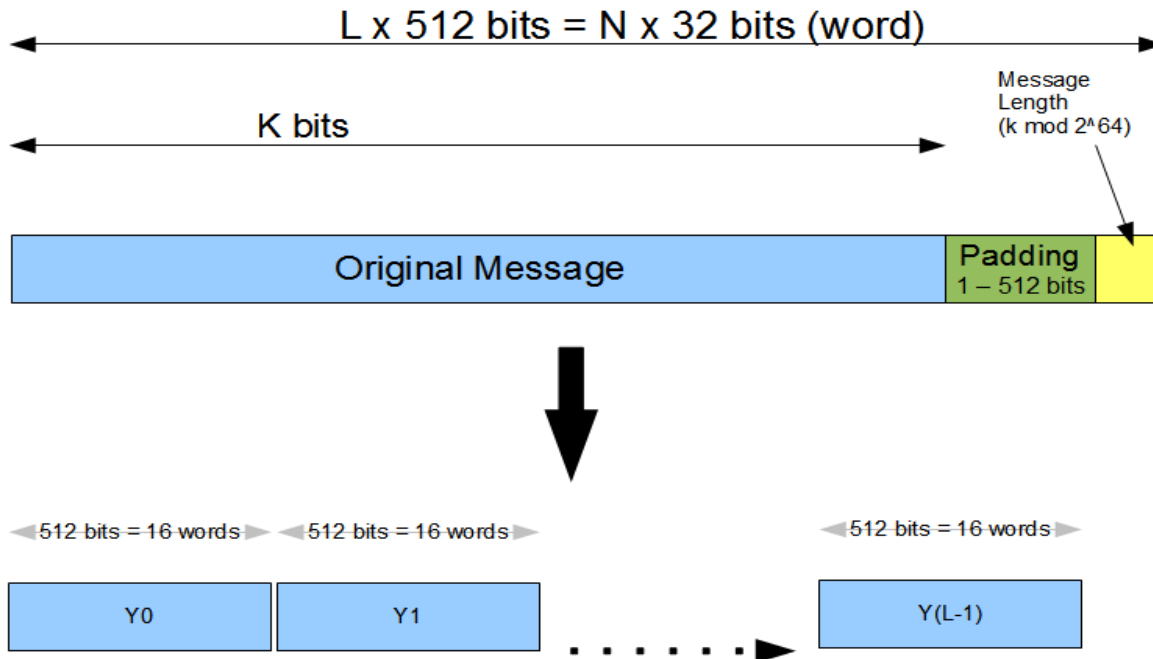 L x 512 bits = N x 32 bits (word)
Message
Length
(k mod 2^64)
K bits
Original Message
Padding
1 – 512 bits
512 bits = 16 words
512 bits = 16 words
512 bits = 16 words
Y0
Y1
Y(L-1)